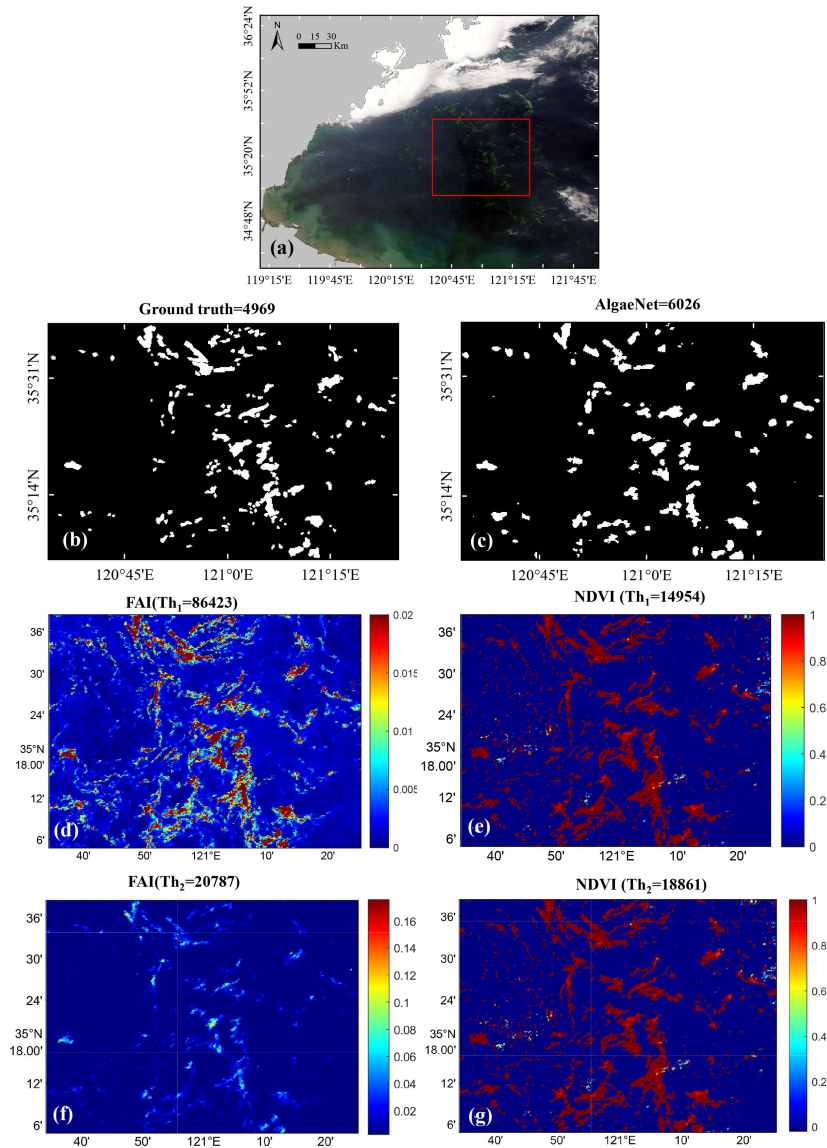 36°24'N
35°52'N
35°20'N
34°48'N
N
0 15 30
Km
(a)
119°15'E 119°45'E 120°15'E 120°45'E 121°15'E 121°45'E
Ground truth=4969
35°31'N
35°14'N
(b)
120°45'E 121°0'E 121°15'E
AlgaeNet=6026
35°31'N
35°14'N
(c)
120°45'E 121°0'E 121°15'E
FAI(Th₁=86423)
36'
30'
24'
35°N
18.00'
12'
6'
(d)
40' 50' 121°E 10' 20'
0.02
0.015
0.01
0.005
0
NDVI (Th₁=14954)
36'
30'
24'
35°N
18.00'
12'
6'
(e)
40' 50' 121°E 10' 20'
1
0.8
0.6
0.4
0.2
0
FAI(Th₂=20787)
36'
30'
24'
35°N
18.00'
12'
6'
(f)
40' 50' 121°E 10' 20'
0.16
0.14
0.12
0.10
0.08
0.06
0.04
0.02
NDVI (Th₂=18861)
36'
30'
24'
35°N
18.00'
12'
6'
(g)
40' 50' 121°E 10' 20'
1
0.8
0.6
0.4
0.2
0